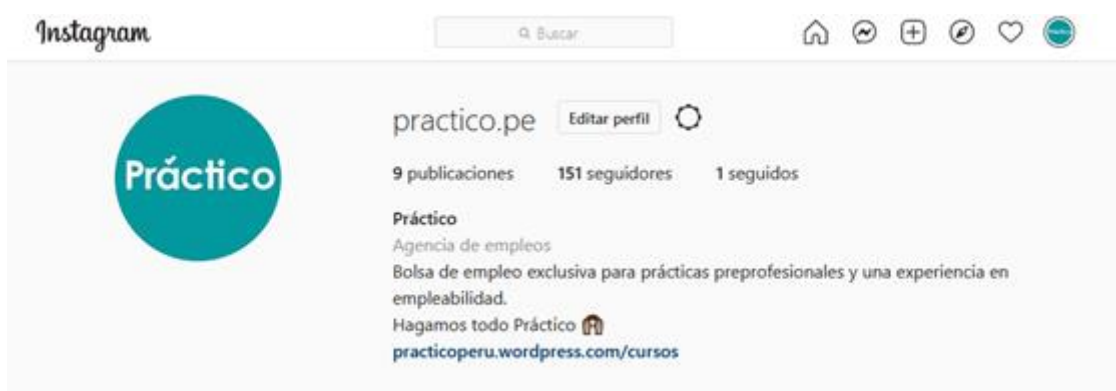 Instagram
Buscar
Práctico
practico.pe Editar perfil
9 publicaciones 151 seguidores 1 seguidos
Práctico
Agencia de empleos
Bolsa de empleo exclusiva para prácticas preprofesionales y una experiencia en
empleabilidad.
Hagamos todo Práctico
practicoperu.wordpress.com/cursos